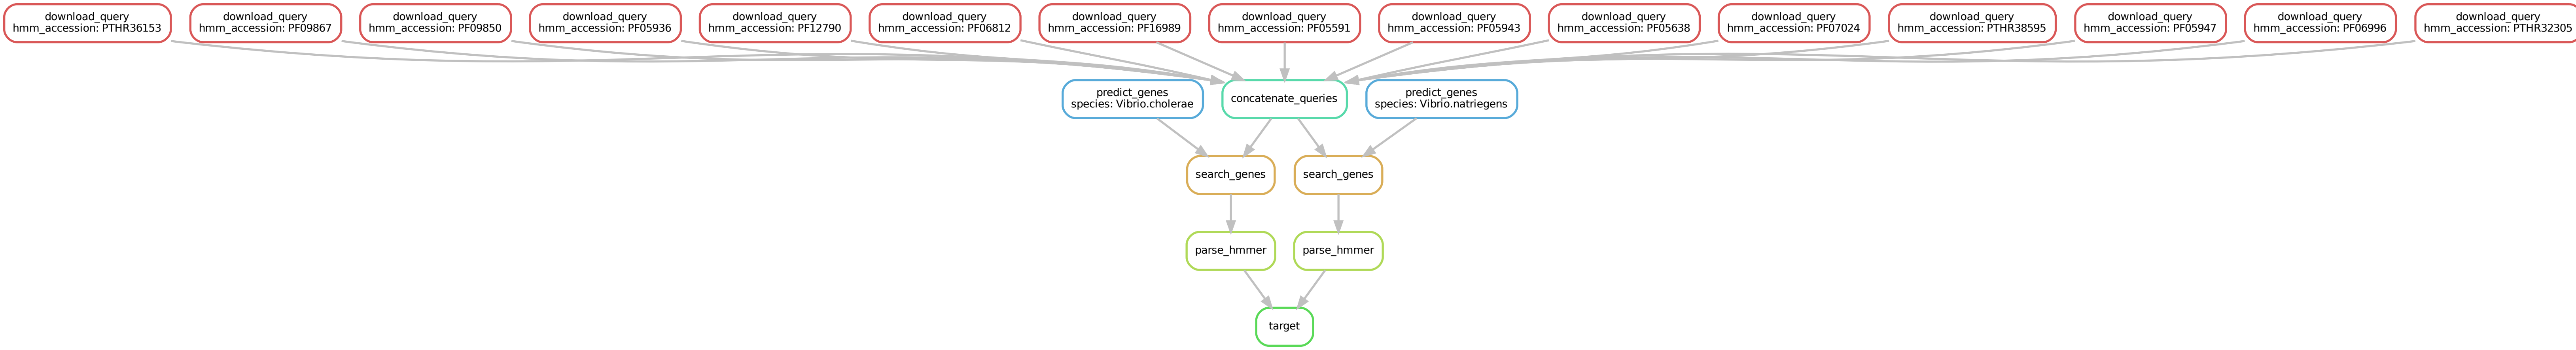 download_query
hmm_accession: PTHR36153
download_query
hmm_accession: PF09867
download_query
hmm_accession: PF09850
download_query
hmm_accession: PF05936
download_query
hmm_accession: PF12790
download_query
hmm_accession: PF06812
download_query
hmm_accession: PF16989
download_query
hmm_accession: PF05591
download_query
hmm_accession: PF05943
download_query
hmm_accession: PF05638
download_query
hmm_accession: PF07024
download_query
hmm_accession: PTHR38595
download_query
hmm_accession: PF05947
download_query
hmm_accession: PF06996
download_query
hmm_accession: PTHR32305
predict_genes
species: Vibrio.cholerae
concatenate_queries
predict_genes
species: Vibrio.natriegens
search_genes
search_genes
parse_hmmer
parse_hmmer
target